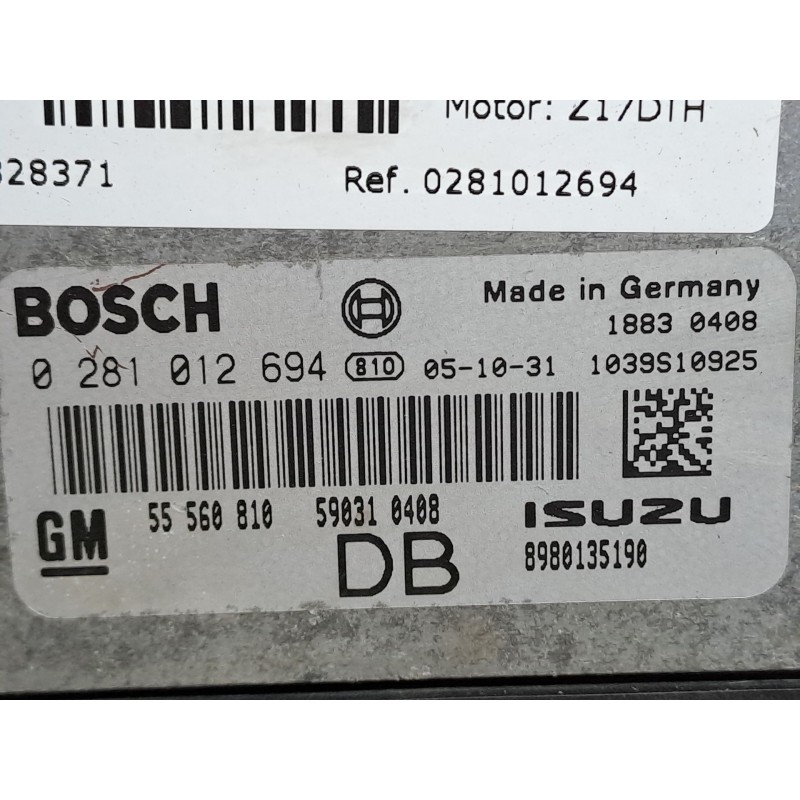 Motor: Z17DTH
328371 Ref. 0281012694
BOSCH Made in Germany
1883 0408
0 281 012 694 810 05-10-31 1039S10925
GM 55 560 810 59031 0408 ISUZU
DB 8980135190